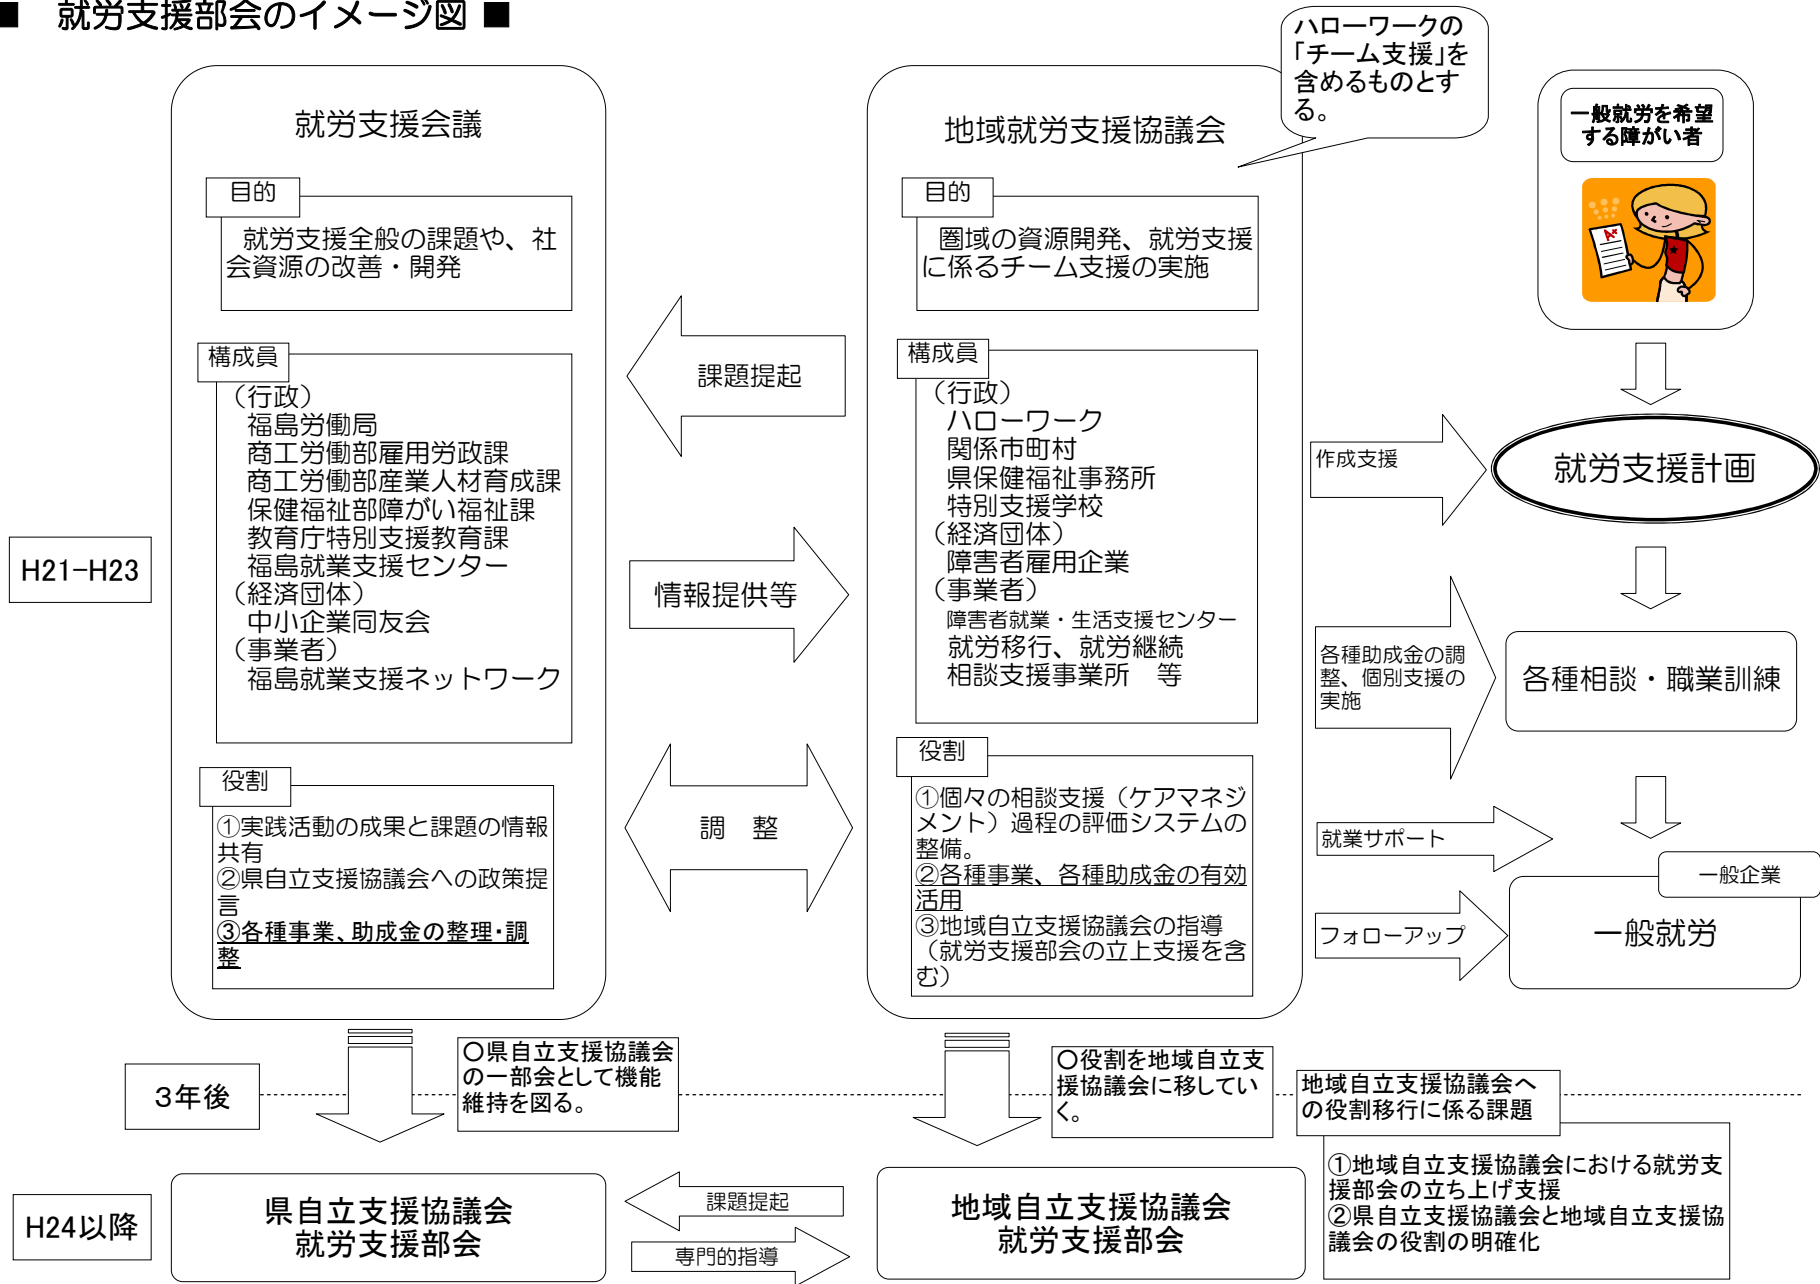 ■　就労支援部会のイメージ図 ■
ハローワークの
「チーム支援」を
含めるものとす
る。
就労支援会議
目的
就労支援全般の課題や、社
会資源の改善・開発
構成員
（行政）
福島労働局
商工労働部雇用労政課
商工労働部産業人材育成課
保健福祉部障がい福祉課
教育庁特別支援教育課
福島就業支援センター
（経済団体）
中小企業同友会
（事業者）
福島就業支援ネットワーク
役割
①実践活動の成果と課題の情報
共有
②県自立支援協議会への政策提
言
③各種事業、助成金の整理・調
整
課題提起
情報提供等
調　整
地域就労支援協議会
目的
圏域の資源開発、就労支援
に係るチーム支援の実施
構成員
（行政）
ハローワーク
関係市町村
県保健福祉事務所
特別支援学校
（経済団体）
障害者雇用企業
（事業者）
障害者就業・生活支援センター
就労移行、就労継続
相談支援事業所　等
役割
①個々の相談支援（ケアマネジ
メント）過程の評価システムの
整備。
②各種事業、各種助成金の有効
活用
③地域自立支援協議会の指導
（就労支援部会の立上支援を含
む）
一般就労を希望
する障がい者
A+
作成支援
就労支援計画
各種助成金の調
整、個別支援の
実施
各種相談・職業訓練
就業サポート
フォローアップ
一般企業
一般就労
H21-H23
3年後
〇県自立支援協議会
の一部会として機能
維持を図る。
〇役割を地域自立支
援協議会に移してい
く。
地域自立支援協議会へ
の役割移行に係る課題
①地域自立支援協議会における就労支
援部会の立ち上げ支援
②県自立支援協議会と地域自立支援協
議会の役割の明確化
H24以降
県自立支援協議会
就労支援部会
課題提起
専門的指導
地域自立支援協議会
就労支援部会